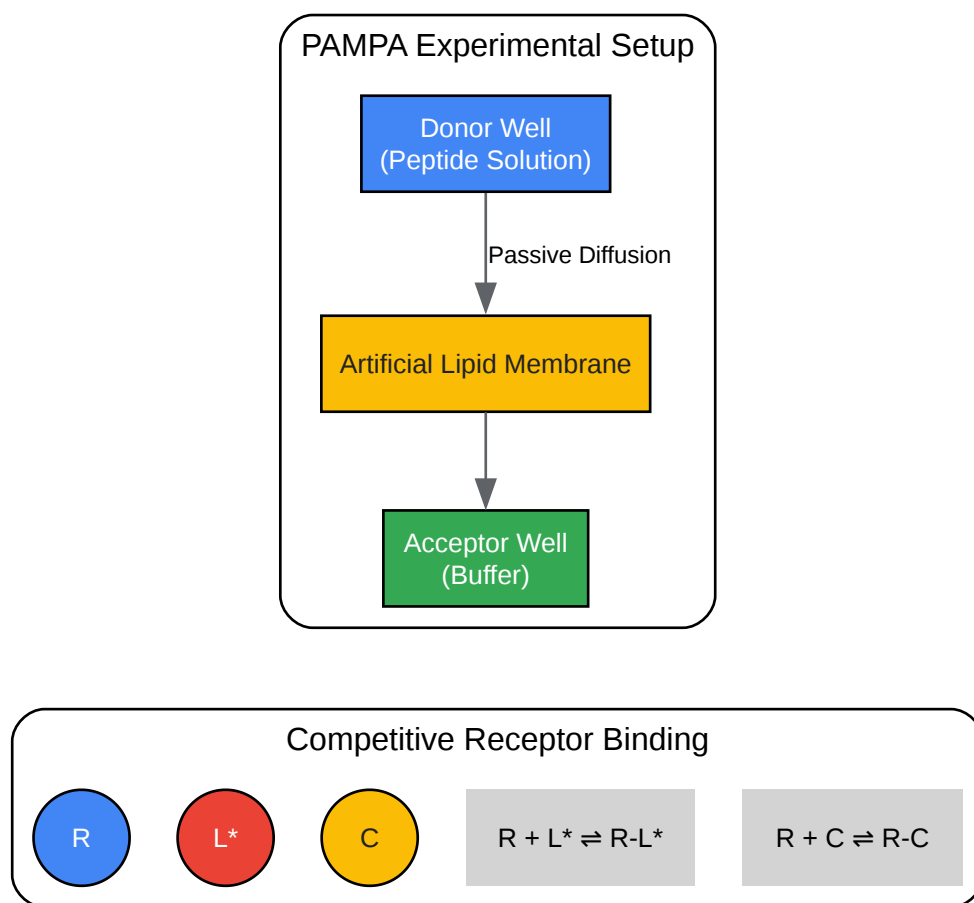 PAMPA Experimental Setup
Donor Well
(Peptide Solution)
Passive Diffusion
Artificial Lipid Membrane
Acceptor Well
(Buffer)
Competitive Receptor Binding
R
L*
C
R + L* ⇌ R-L*
R + C ⇌ R-C